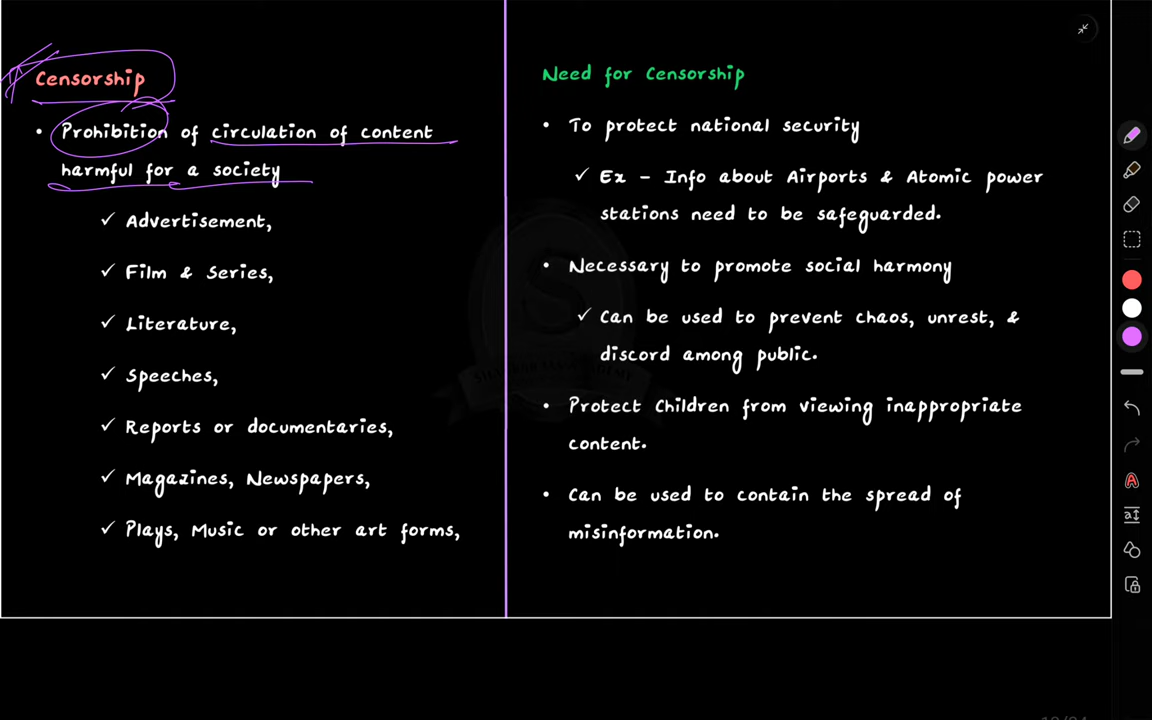 Censorship
• Prohibition of circulation of content
harmful for a society
✓ Advertisement,
✓ Film & Series,
✓ Literature,
✓ Speeches,
✓ Reports or documentaries,
✓ Magazines, Newspapers,
✓ Plays, Music or other art forms,
Need for Censorship
• To protect national security
✓ Ex - Info about Airports & Atomic power
stations need to be safeguarded.
• Necessary to promote social harmony
✓ Can be used to prevent chaos, unrest, &
discord among public.
• Protect Children from viewing inappropriate
content.
• Can be used to contain the spread of
misinformation.